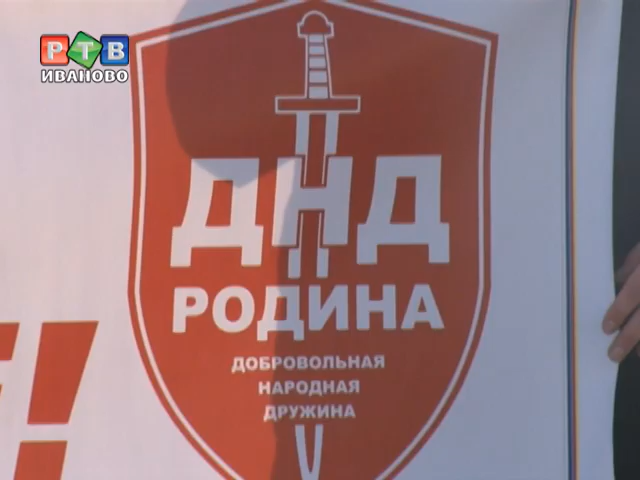 РТВ
ИВАНОВО
ДНД
РОДИНА
ДОБРОВОЛЬНАЯ
НАРОДНАЯ
ДРУЖИНА
!